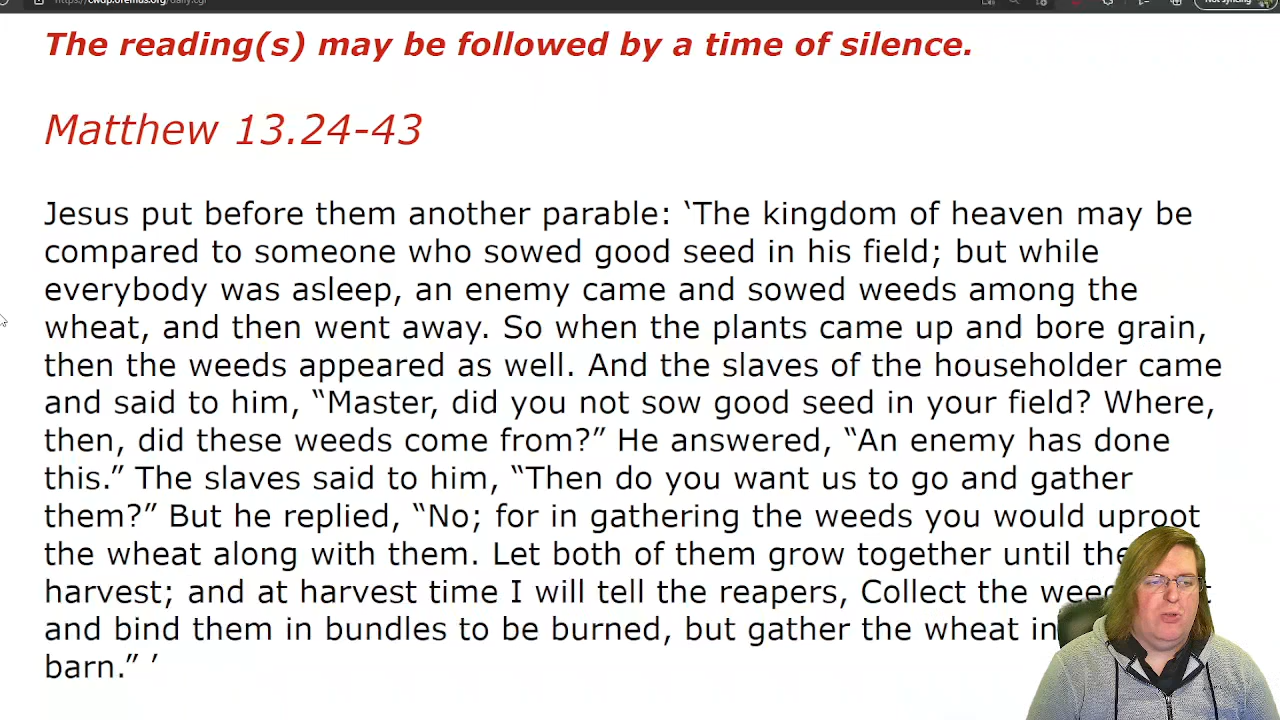 https://cwdp.oremus.org/daily.cgi
Not syncing
The reading(s) may be followed by a time of silence.
Matthew 13.24-43
Jesus put before them another parable: ‘The kingdom of heaven may be
compared to someone who sowed good seed in his field; but while
everybody was asleep, an enemy came and sowed weeds among the
wheat, and then went away. So when the plants came up and bore grain,
then the weeds appeared as well. And the slaves of the householder came
and said to him, “Master, did you not sow good seed in your field? Where,
then, did these weeds come from?” He answered, “An enemy has done
this.” The slaves said to him, “Then do you want us to go and gather
them?” But he replied, “No; for in gathering the weeds you would uproot
the wheat along with them. Let both of them grow together until the
harvest; and at harvest time I will tell the reapers, Collect the
and bind them in bundles to be burned, but gather the wheat
barn.” ’